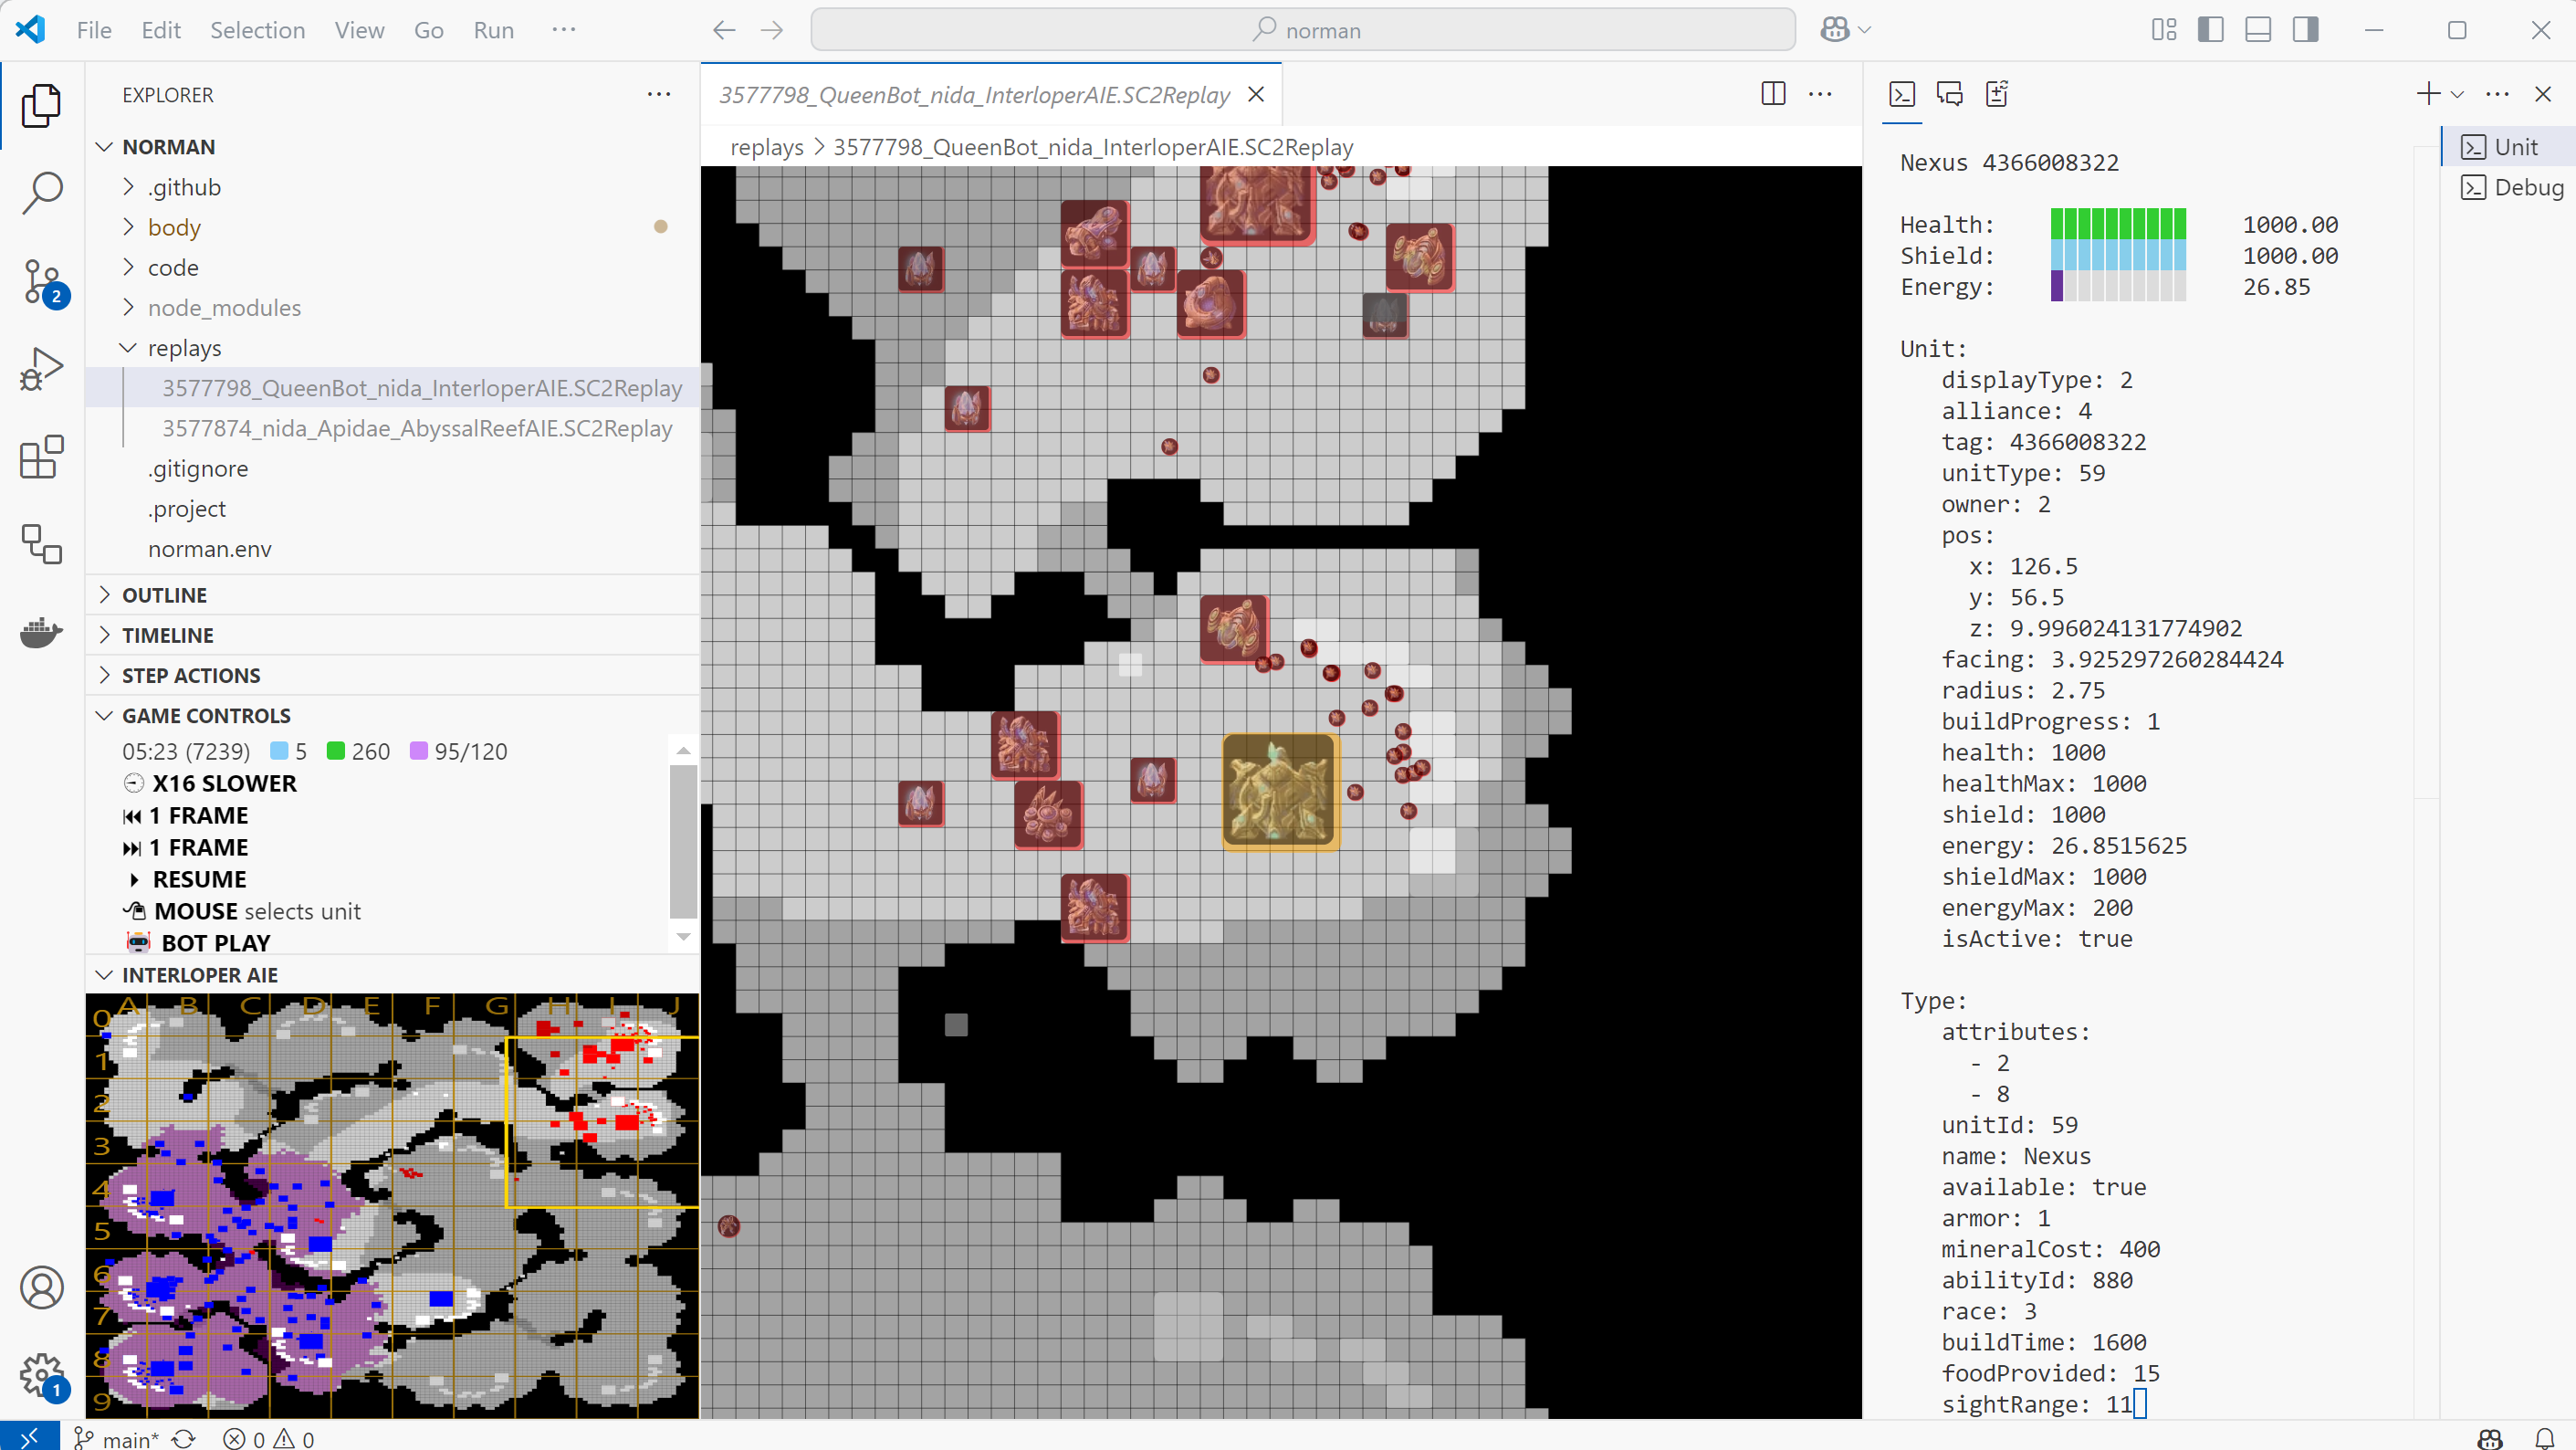 File Edit Selection View Go Run ···
norman
EXPLORER
NORMAN
.github
body
code
node_modules
replays
3577798_QueenBot_nida_InterloperAIE.SC2Replay
3577874_nida_Apidae_AbyssalReefAIE.SC2Replay
.gitignore
.project
norman.env
OUTLINE
TIMELINE
STEP ACTIONS
GAME CONTROLS
05:23 (7239) 5 260 95/120
X16 SLOWER
1 FRAME
1 FRAME
RESUME
MOUSE selects unit
BOT PLAY
INTERLOPER AIE
A B C D E F G H I J
0
1
2
3
4
5
6
7
8
9
2
1
main* 0 0
3577798_QueenBot_nida_InterloperAIE.SC2Replay
replays > 3577798_QueenBot_nida_InterloperAIE.SC2Replay
Nexus 4366008322
Health: 1000.00
Shield: 1000.00
Energy: 26.85
Unit:
displayType: 2
alliance: 4
tag: 4366008322
unitType: 59
owner: 2
pos:
x: 126.5
y: 56.5
z: 9.996024131774902
facing: 3.925297260284424
radius: 2.75
buildProgress: 1
health: 1000
healthMax: 1000
shield: 1000
energy: 26.8515625
shieldMax: 1000
energyMax: 200
isActive: true
Type:
attributes:
- 2
- 8
unitId: 59
name: Nexus
available: true
armor: 1
mineralCost: 400
abilityId: 880
race: 3
buildTime: 1600
foodProvided: 15
sightRange: 11
Unit
Debug